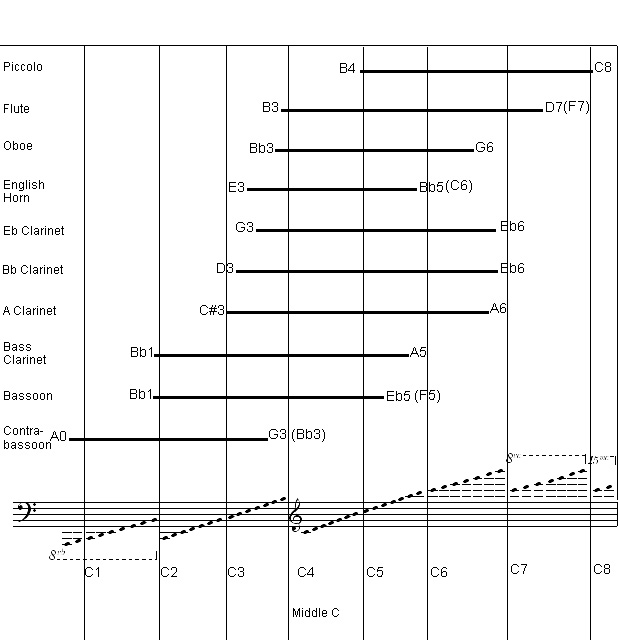 Piccolo B4 C8
Flute B3 D7(F7)
Oboe Bb3 G6
English
Horn E3 Bb5(C6)
Eb Clarinet G3 Eb6
Bb Clarinet D3 Eb6
A Clarinet C#3 A6
Bass
Clarinet Bb1 A5
Bassoon Bb1 Eb5 (F5)
Contra-
bassoon A0 G3 (Bb3)
8va 15ma
8vb
C1 C2 C3 C4 C5 C6 C7 C8
Middle C